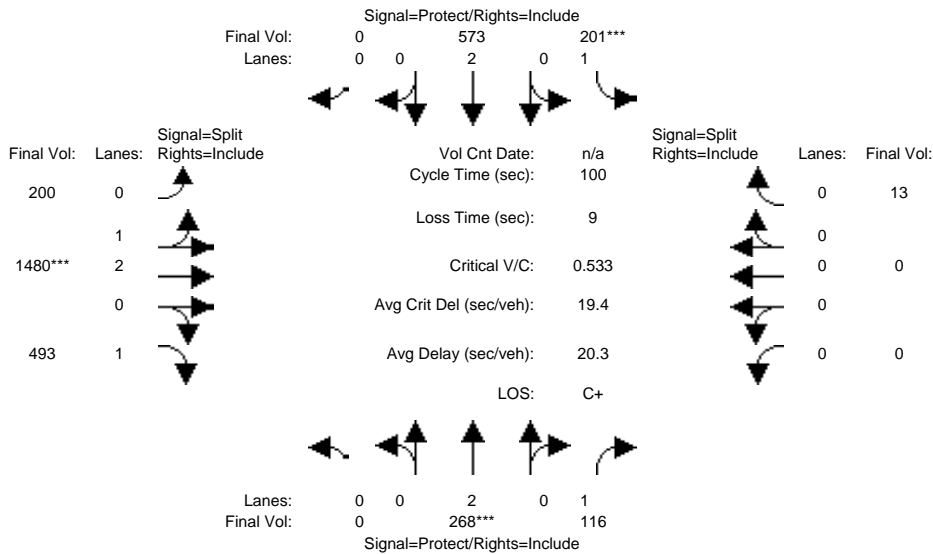 Signal=Protect/Rights=Include
Final Vol: 0 573 201***
Lanes: 0 0 2 0 1
Signal=Split
Final Vol: Lanes: Rights=Include
Vol Cnt Date: n/a
Signal=Split
Rights=Include Lanes: Final Vol:
Cycle Time (sec): 100
200 0
0 13
Loss Time (sec): 9
1
0
1480*** 2
Critical V/C: 0.533
0 0
0
Avg Crit Del (sec/veh): 19.4
0
493 1
Avg Delay (sec/veh): 20.3
0 0
LOS: C+
Lanes: 0 0 2 0 1
Final Vol: 0 268*** 116
Signal=Protect/Rights=Include